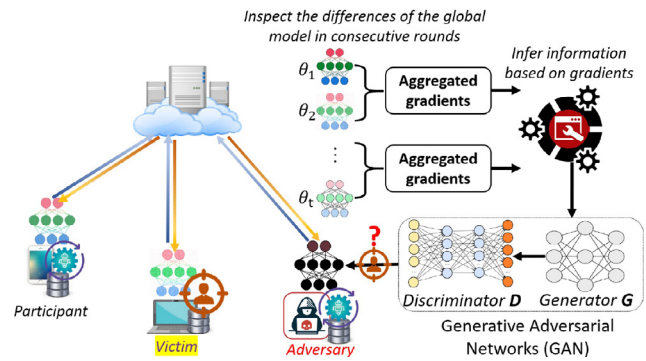 Inspect the differences of the global
model in consecutive rounds
Infer information
based on gradients
θ1
Aggregated
gradients
θ2
⋮
Aggregated
gradients
θt
?
Participant
Victim
Adversary
Discriminator D
Generator G
Generative Adversarial
Networks (GAN)